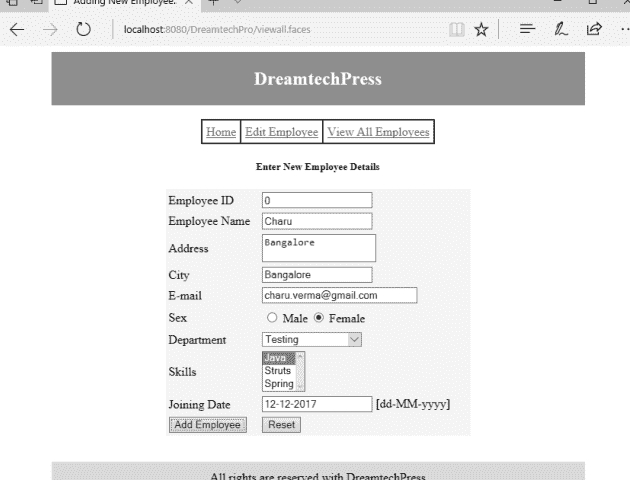 Adding New Employee.
localhost:8080/DreamtechPro/viewall.faces
DreamtechPress
Home Edit Employee View All Employees
Enter New Employee Details
Employee ID 0
Employee Name Charu
Address Bangalore
City Bangalore
E-mail charu.verma@gmail.com
Sex Male Female
Department Testing
Skills Java
Struts
Spring
Joining Date 12-12-2017 [dd-MM-yyyy]
Add Employee Reset
All rights are reserved with DreamtechPress